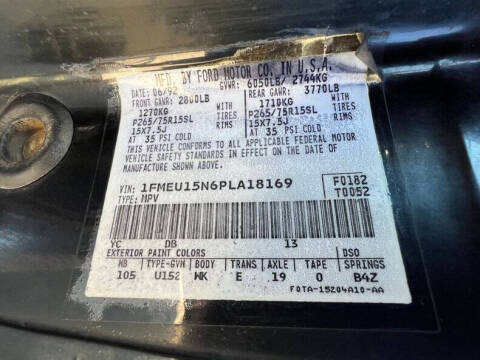 MFD. BY FORD MOTOR CO. IN U.S.A.
DATE: 06/92 GVWR: 6050LB/ 2744KG
FRONT GAWR: 2800LB REAR GAWR: 3770LB
1270KG WITH 1710KG WITH
P265/75R15SL TIRES P265/75R15SL TIRES
15X7.5J RIMS 15X7.5J RIMS
AT 35 PSI COLD AT 35 PSI COLD
THIS VEHICLE CONFORMS TO ALL APPLICABLE FEDERAL MOTOR
VEHICLE SAFETY STANDARDS IN EFFECT ON THE DATE OF
MANUFACTURE SHOWN ABOVE.
VIN: 1FMEU15N6PLA18169 F0182
TYPE: MPV T0052
YC DB 13
EXTERIOR PAINT COLORS DSO
WB TYPE-GVW BODY TRANS AXLE TAPE SPRINGS
105 U152 WK E 19 0 B4Z
FOTA-15204A10-AA